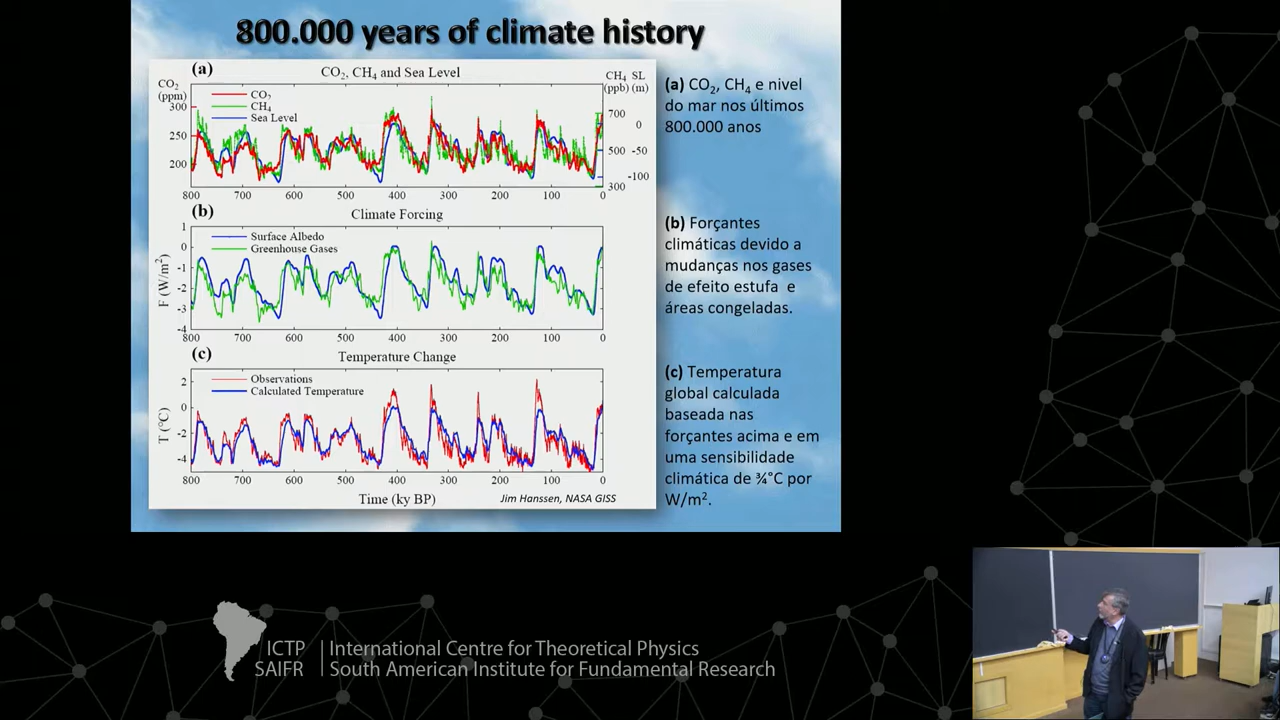 800.000 years of climate history
(a)
CO₂, CH₄ and Sea Level
CO₂
(ppm)
CH₄ SL
(ppb) (m)
CO₂
CH₄
Sea Level
300
250
200
700
500
300
0
-50
-100
800 700 600 500 400 300 200 100 0
(b)
Climate Forcing
Surface Albedo
Greenhouse Gases
F (W/m²)
1
0
-1
-2
-3
-4
800 700 600 500 400 300 200 100 0
(c)
Temperature Change
Observations
Calculated Temperature
T (°C)
2
0
-2
-4
800 700 600 500 400 300 200 100 0
Time (ky BP)
Jim Hanssen, NASA GISS
(a) CO₂, CH₄ e nivel
do mar nos últimos
800.000 anos
(b) Forçantes
climáticas devido a
mudanças nos gases
de efeito estufa e
áreas congeladas.
(c) Temperatura
global calculada
baseada nas
forçantes acima e em
uma sensibilidade
climática de ¾°C por
W/m².
ICTP
SAIFR
International Centre for Theoretical Physics
South American Institute for Fundamental Research